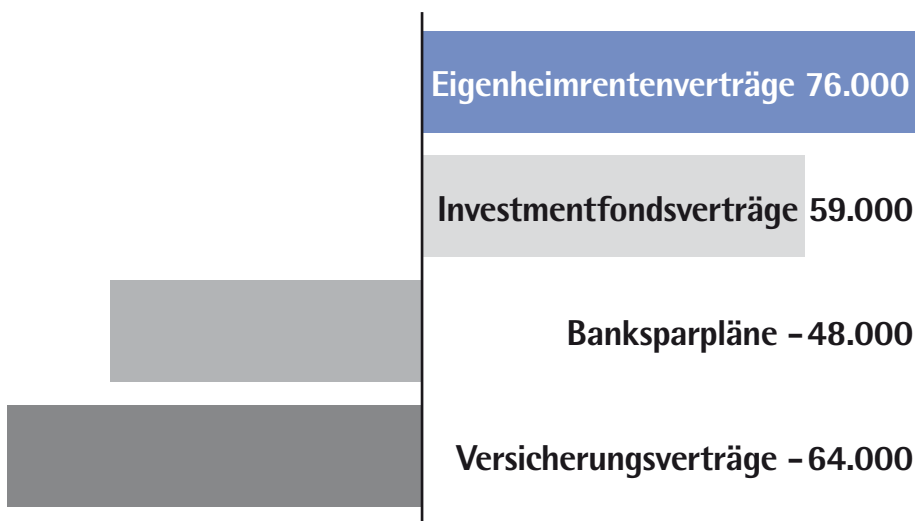 Eigenheimrentenverträge 76.000
Investmentfondsverträge 59.000
Banksparpläne –48.000
Versicherungsverträge –64.000